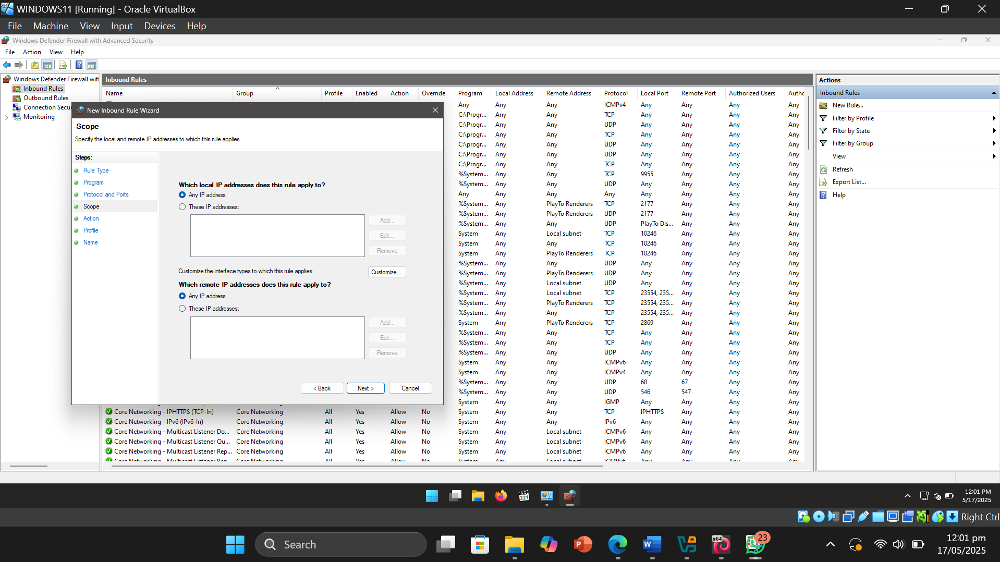 WINDOWS11 [Running] - Oracle VirtualBox
File Machine View Input Devices Help
Windows Defender Firewall with Advanced Security
File Action View Help
Windows Defender Firewall with
Inbound Rules
Outbound Rules
Connection Secur
Monitoring
Inbound Rules
Name Group Profile Enabled Action Override Program Local Address Remote Address Protocol Local Port Remote Port Authorized Users Autho
Any Any Any ICMPv4 Any Any Any Any
C:\Progr... Any Any TCP Any Any Any Any
C:\Progr... Any Any UDP Any Any Any Any
C:\progr... Any Any TCP Any Any Any Any
C:\progr... Any Any UDP Any Any Any Any
C:\Progr... Any Any UDP Any Any Any Any
C:\Progr... Any Any TCP Any Any Any Any
%System... Any Any TCP 9955 Any Any Any
%System... Any Any UDP Any Any Any Any
Any Any Any Any Any Any Any Any
%System... Any PlayTo Renderers TCP 2177 Any Any Any
%System... Any PlayTo Renderers UDP 2177 Any Any Any
%System... Any Any UDP PlayTo Dis... Any Any Any
System Any Local subnet TCP 10246 Any Any Any
System Any Any TCP 10246 Any Any Any
System Any PlayTo Renderers TCP 10246 Any Any Any
%System... Any Any UDP Any Any Any Any
%System... Any PlayTo Renderers UDP Any Any Any Any
%System... Any Local subnet UDP Any Any Any Any
%System... Any Local subnet TCP 23554, 235... Any Any Any
%System... Any PlayTo Renderers TCP 23554, 235... Any Any Any
%System... Any Any TCP 23554, 235... Any Any Any
System Any PlayTo Renderers TCP 2869 Any Any Any
%System... Any Any TCP Any Any Any Any
%System... Any Any TCP Any Any Any Any
%System... Any Any UDP Any Any Any Any
System Any Any ICMPv6 Any Any Any Any
System Any Any ICMPv4 Any Any Any Any
%System... Any Any UDP 68 67 Any Any
%System... Any Any UDP 546 547 Any Any
System Any Any IGMP Any Any Any Any
Core Networking - IPHTTPS (TCP-In) Core Networking All Yes Allow No System Any Any TCP IPHTTPS Any Any Any
Core Networking - IPv6 (IPv6-In) Core Networking All Yes Allow No System Any Any IPv6 Any Any Any Any
Core Networking - Multicast Listener Do... Core Networking All Yes Allow No System Any Local subnet ICMPv6 Any Any Any Any
Core Networking - Multicast Listener Qu... Core Networking All Yes Allow No System Any Local subnet ICMPv6 Any Any Any Any
Core Networking - Multicast Listener Rep... Core Networking All Yes Allow No System Any Local subnet ICMPv6 Any Any Any Any
Core Networking - Multicast Listener Rep... Core Networking All Yes Allow No System Any Local subnet ICMPv6 Any Any Any Any
New Inbound Rule Wizard
Scope
Specify the local and remote IP addresses to which this rule applies.
Steps:
Rule Type
Program
Protocol and Ports
Scope
Action
Profile
Name
Which local IP addresses does this rule apply to?
Any IP address
These IP addresses:
Add...
Edit...
Remove
Customize the interface types to which this rule applies:
Customize...
Which remote IP addresses does this rule apply to?
Any IP address
These IP addresses:
Add...
Edit...
Remove
< Back Next > Cancel
Actions
Inbound Rules
New Rule...
Filter by Profile
Filter by State
Filter by Group
View
Refresh
Export List...
Help
321
12:01 PM
5/17/2025
Right Ctrl
Search
P
W
x64
23
12:01 pm
17/05/2025